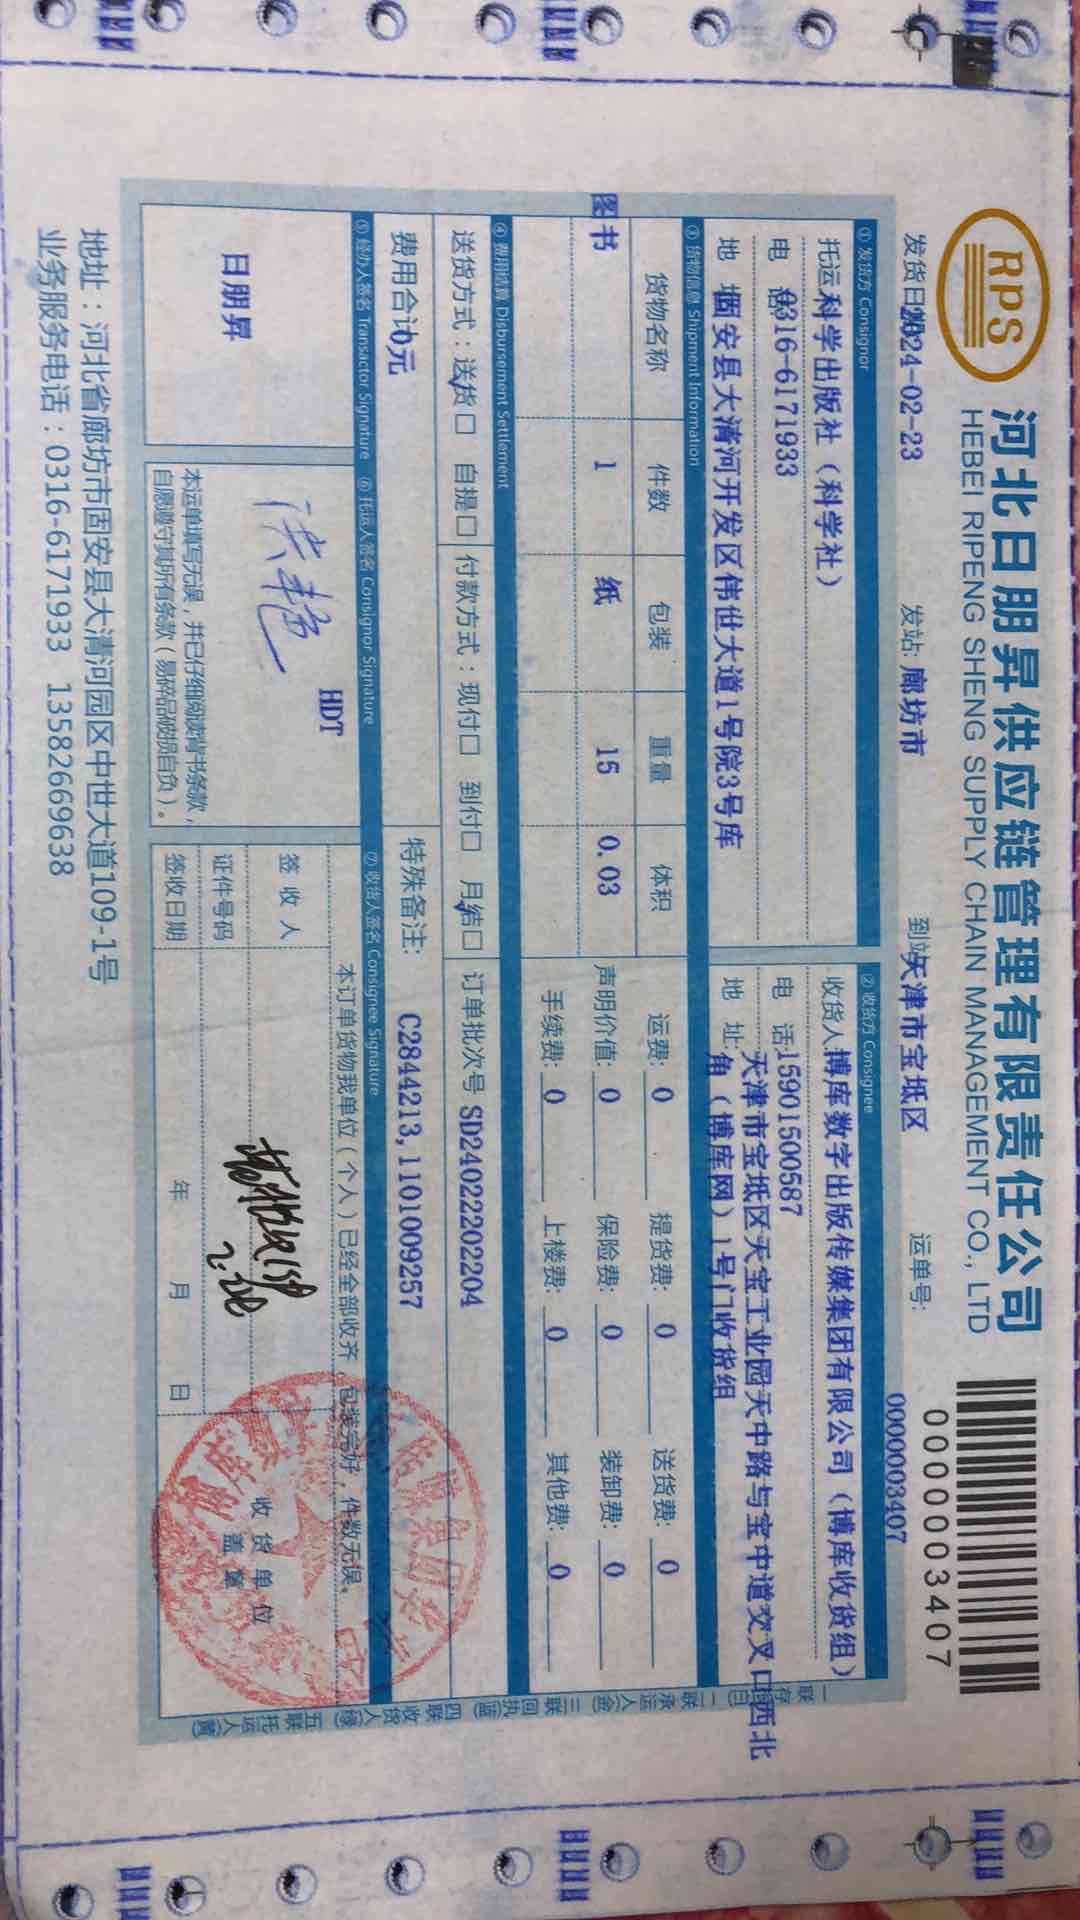 RPS
河北日朋昇供应链管理有限责任公司
HEBEI RIPENG SHENG SUPPLY CHAIN MANAGEMENT CO., LTD
0000003407
0000003407
发货日期 2024-02-23 发站: 廊坊市 到站 天津市宝坻区 运单号:
① 发货方 Consignor
托运 科学出版社（科学社）
电 话 0316-6171933
地 固安县大清河开发区伟世大道1号院3号库
② 收货方 Consignee
收货人 博库数字出版传媒集团有限公司（博库收货组）
电 话: 15901500587
地 址: 天津市宝坻区天宝工业园天中路与宝中道交叉口西北
角（博库网）1号门收货组
③ 货物信息 Shipment Information
货物名称 件数 包装 重量 体积
图书 1 纸 15 0.03
运费: 0 提货费: 0 送货费: 0
声明价值: 0 保险费: 0 装卸费: 0
手续费: 0 上楼费: 0 其他费: 0
④ 费用结算 Disbursement Settlement
送货方式：送货□ 自提□ 付款方式：现付□ 到付□ 月结□ 订单批次号 SD240222202204
费用合计0元 特殊备注: C2844213,1101009257
⑤ 经办人签名 Transactor Signature
日朋昇
⑥ 托运人签名 Consignor Signature
HDT
本运单填写无误，并已仔细阅读背书条款，
自愿遵守其所有条款（易碎品破损自负）。
⑦ 收货人签名 Consignee Signature
本订单货物我单位（个人）已经全部收齐，包装完好，件数无误。
签 收 人
证件号码
签收日期 年 月 日
收货单位
盖章
一联存 二联承运人 三联回执 四联收货人 五联托运人
地址：河北省廊坊市固安县大清河园区中世大道109-1号
业务服务电话：0316-6171933 13582669638